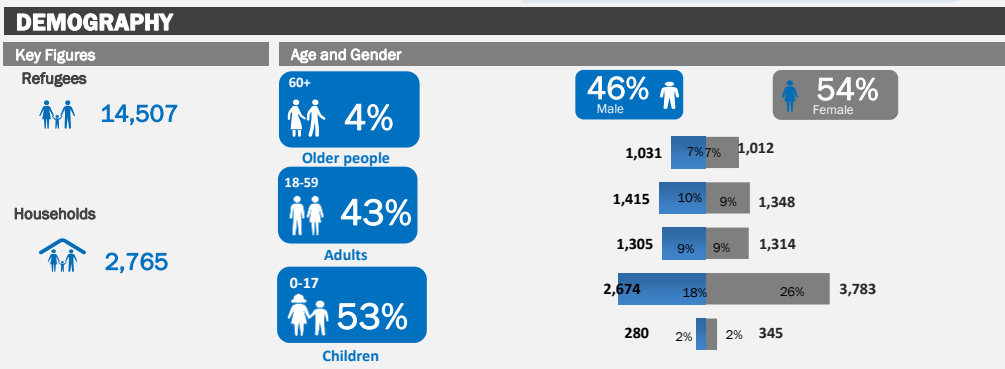 DEMOGRAPHY
Key Figures
Refugees
14,507
Households
2,765
Age and Gender
60+
4%
Older people
18-59
43%
Adults
0-17
53%
Children
46%
Male
54%
Female
1,031 7% 7% 1,012
1,415 10% 9% 1,348
1,305 9% 9% 1,314
2,674 18% 26% 3,783
280 2% 2% 345